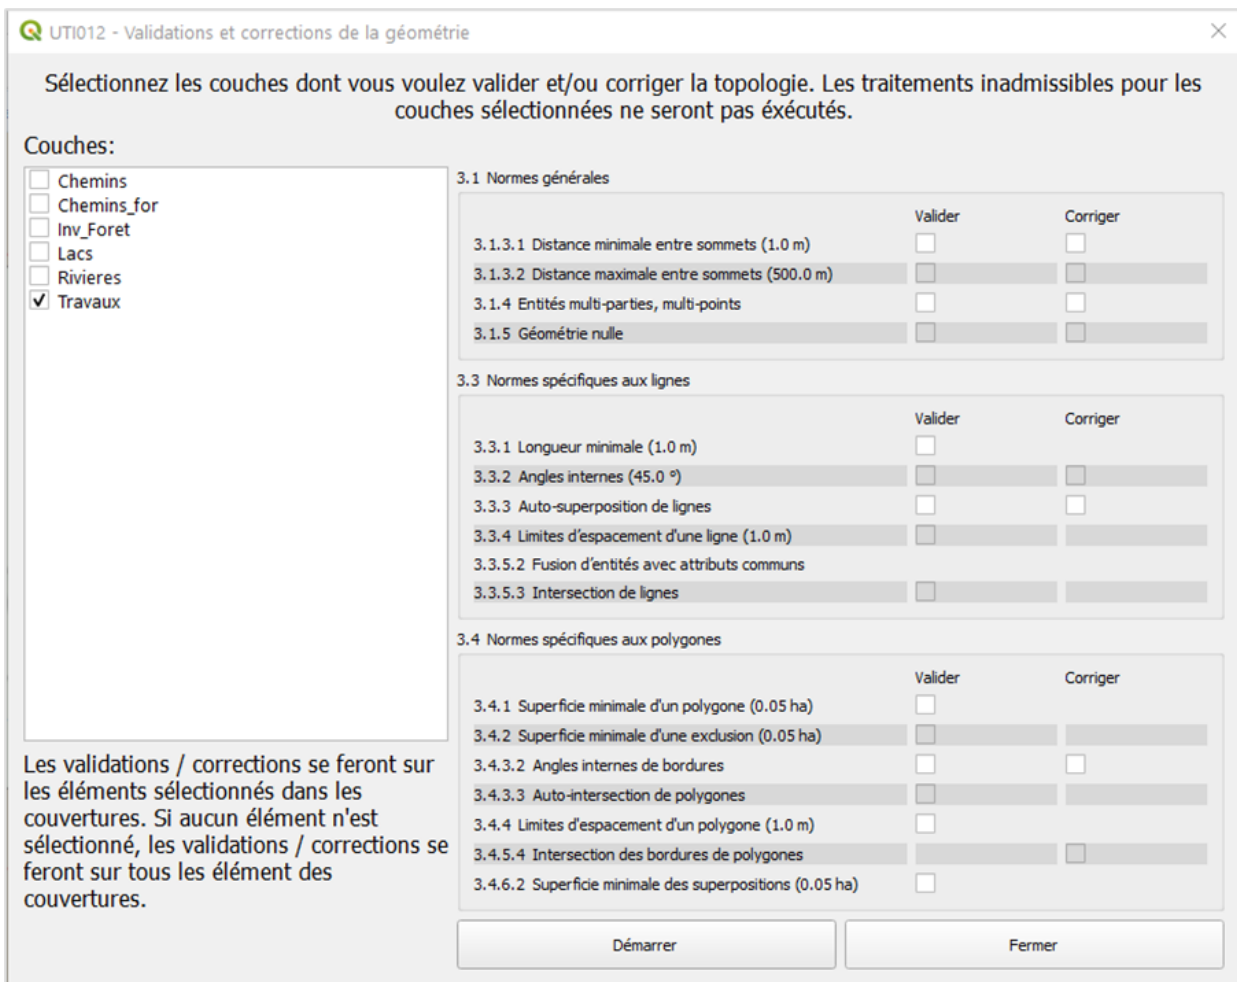 UTI012 - Validations et corrections de la géométrie
Sélectionnez les couches dont vous voulez valider et/ou corriger la topologie. Les traitements inadmissibles pour les
couches sélectionnées ne seront pas éxécutés.
Couches:
Chemins
Chemins_for
Inv_Foret
Lacs
Rivieres
Travaux
Les validations / corrections se feront sur
les éléments sélectionnés dans les
couvertures. Si aucun élément n'est
sélectionné, les validations / corrections se
feront sur tous les élément des
couvertures.
3.1 Normes générales
Valider Corriger
3.1.3.1 Distance minimale entre sommets (1.0 m)
3.1.3.2 Distance maximale entre sommets (500.0 m)
3.1.4 Entités multi-parties, multi-points
3.1.5 Géométrie nulle
3.3 Normes spécifiques aux lignes
Valider Corriger
3.3.1 Longueur minimale (1.0 m)
3.3.2 Angles internes (45.0 º)
3.3.3 Auto-superposition de lignes
3.3.4 Limites d’espacement d'une ligne (1.0 m)
3.3.5.2 Fusion d’entités avec attributs communs
3.3.5.3 Intersection de lignes
3.4 Normes spécifiques aux polygones
Valider Corriger
3.4.1 Superficie minimale d'un polygone (0.05 ha)
3.4.2 Superficie minimale d'une exclusion (0.05 ha)
3.4.3.2 Angles internes de bordures
3.4.3.3 Auto-intersection de polygones
3.4.4 Limites d'espacement d'un polygone (1.0 m)
3.4.5.4 Intersection des bordures de polygones
3.4.6.2 Superficie minimale des superpositions (0.05 ha)
Démarrer Fermer